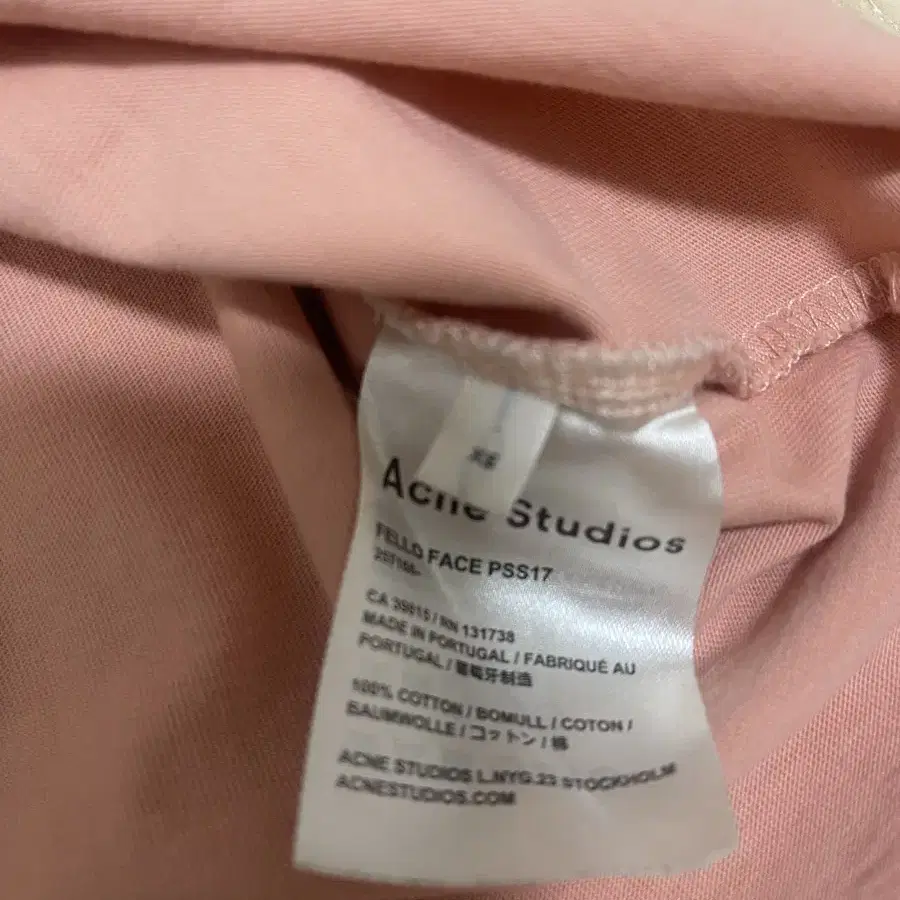 XS
Acne Studios
FELLO FACE PSS17
CA 39615 / RN 131738
MADE IN PORTUGAL / FABRIQUÉ AU
PORTUGAL / 葡萄牙制造
100% COTTON / BOMULL / COTON /
BAUMWOLLE / コットン / 棉
ACNE STUDIOS L.NYG.23 STOCKHOLM
ACNESTUDIOS.COM